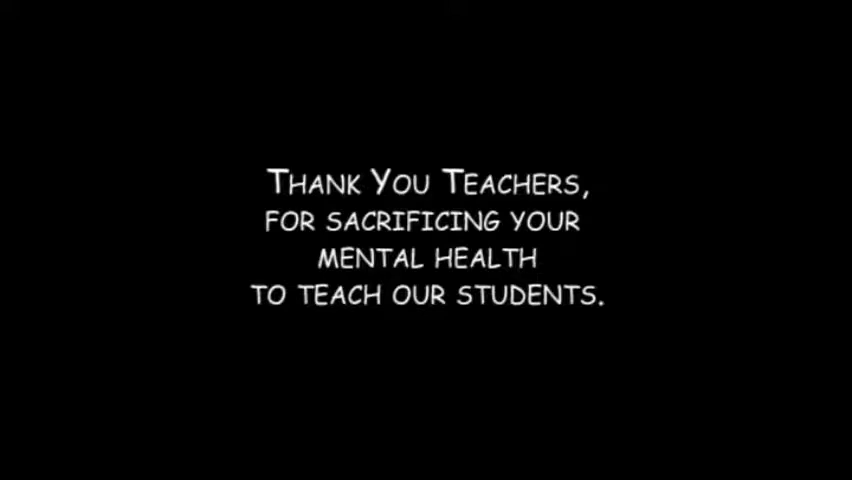 Thank You Teachers,
for sacrificing your
mental health
to teach our students.